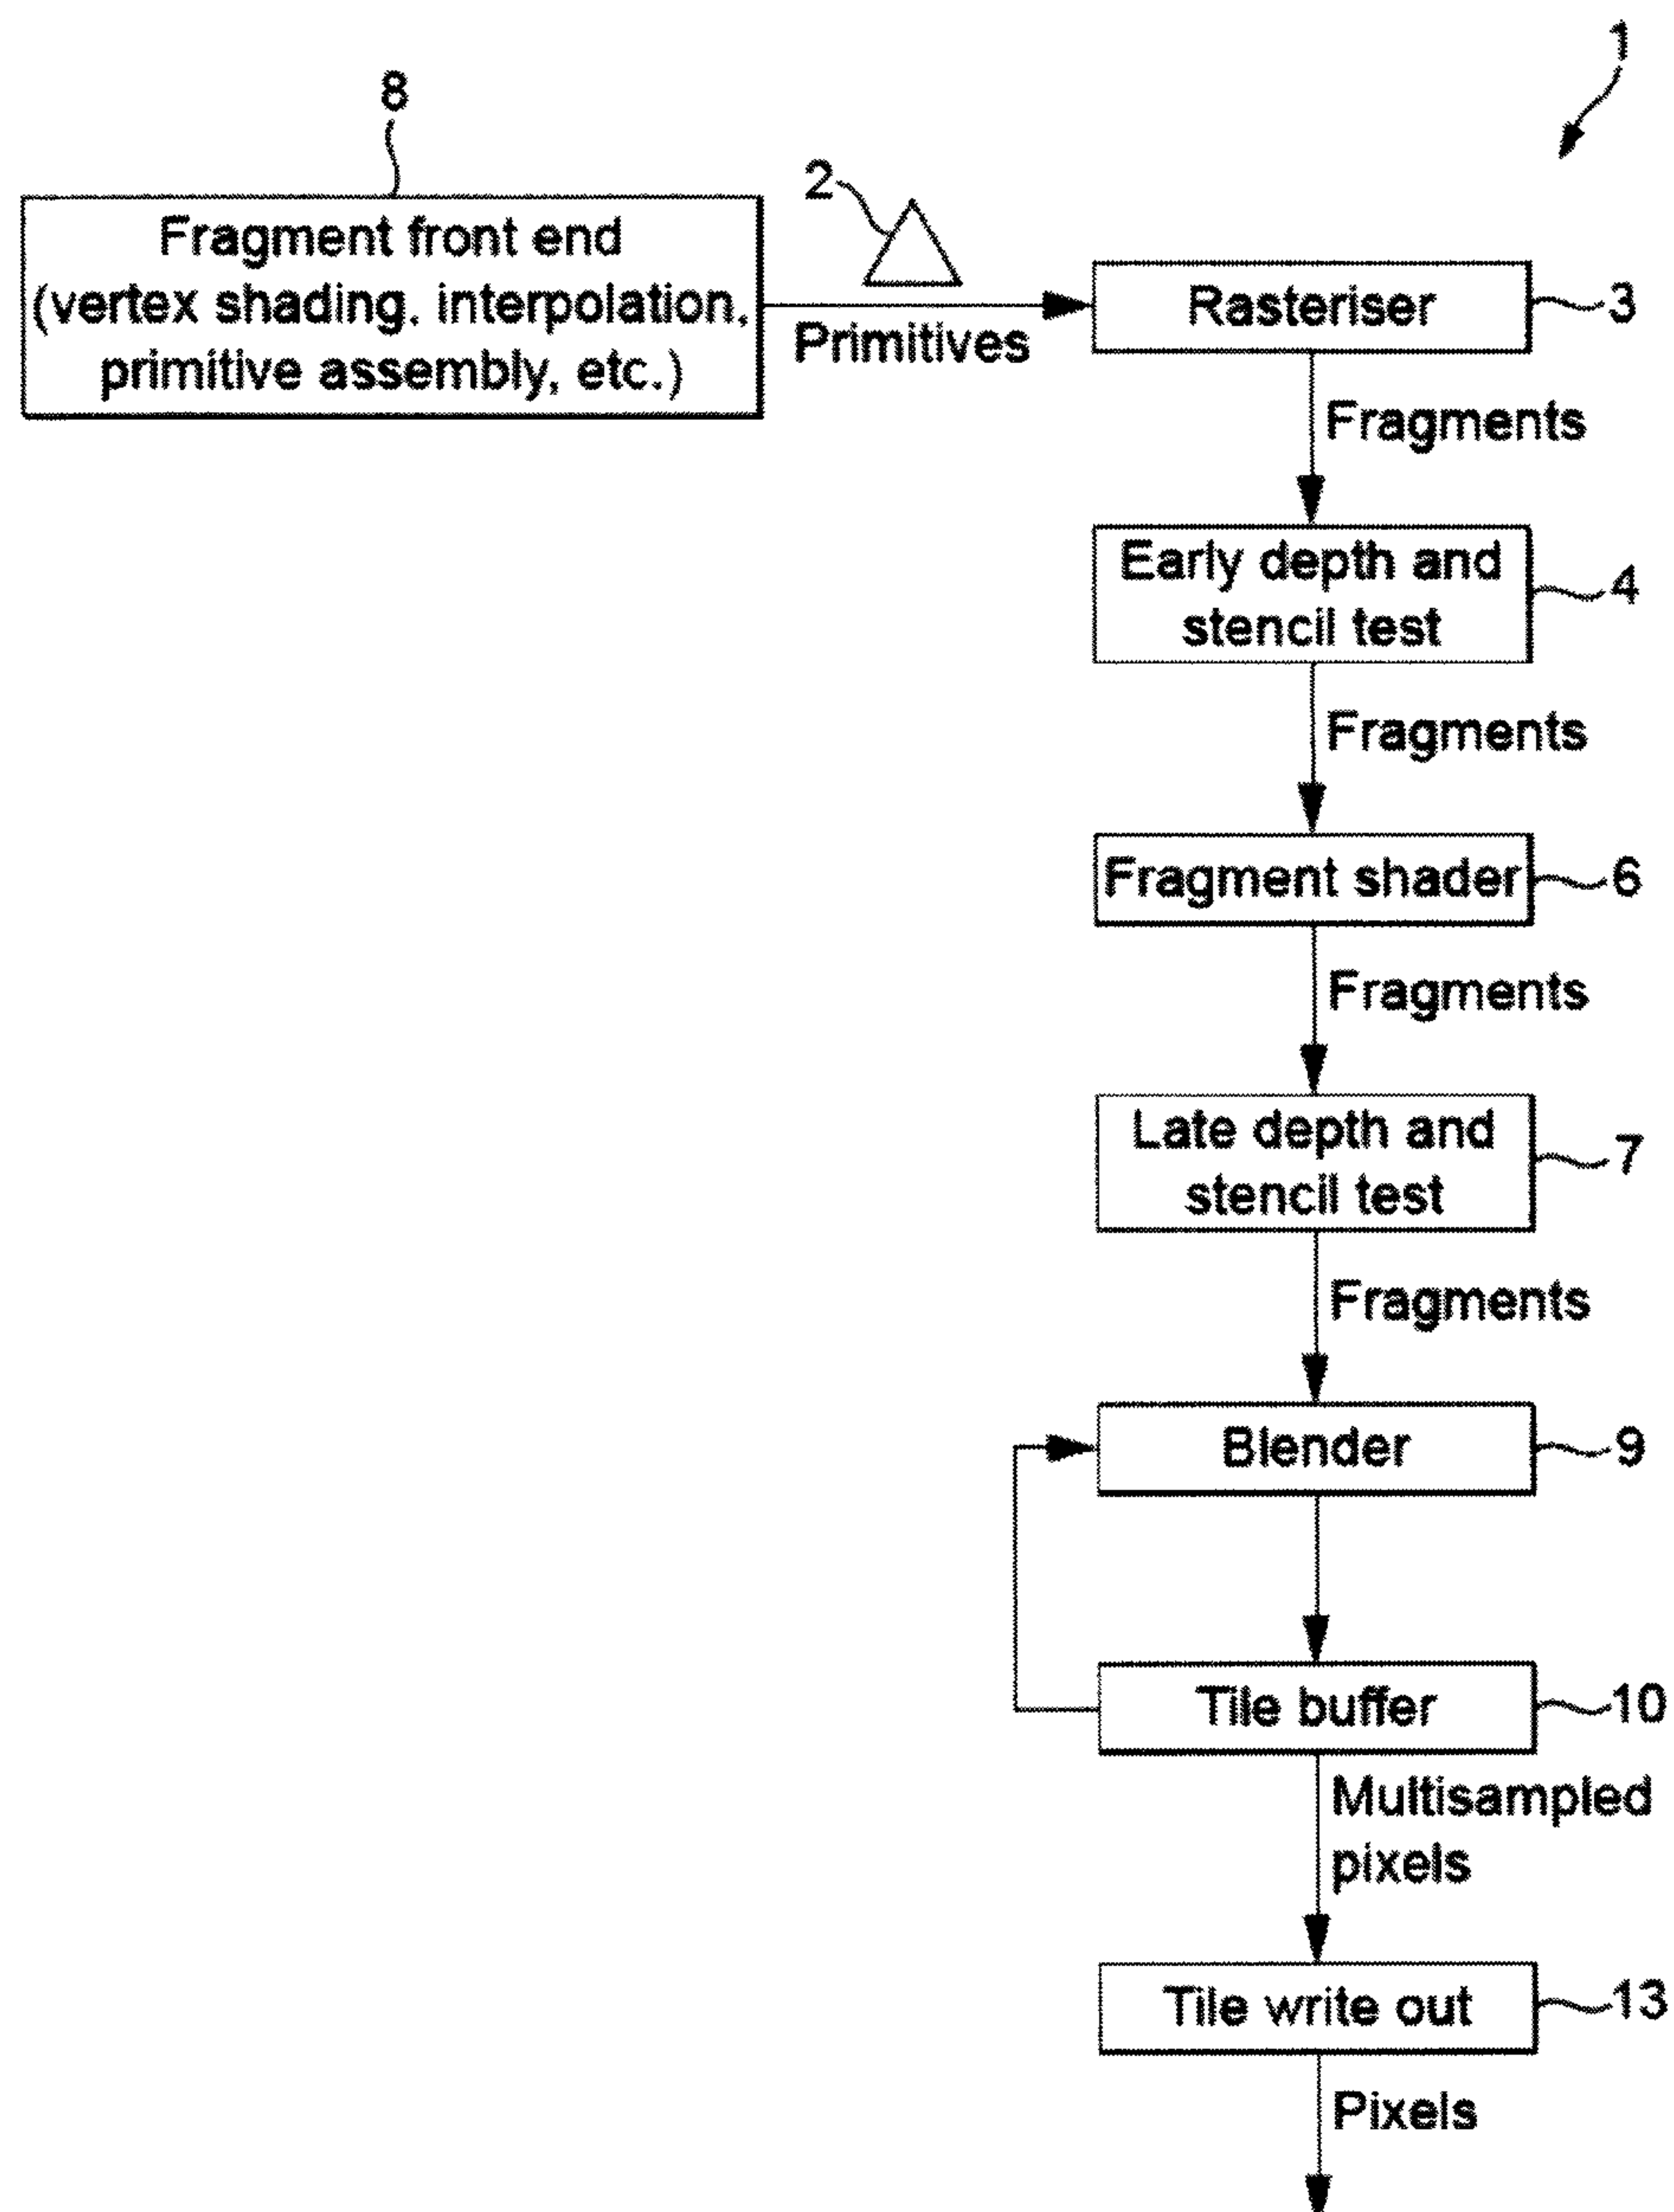 1
8
Fragment front end
(vertex shading, interpolation,
primitive assembly, etc.)
2
Primitives
Rasteriser
3
Fragments
Early depth and
stencil test
4
Fragments
Fragment shader
6
Fragments
Late depth and
stencil test
7
Fragments
Blender
9
Tile buffer
10
Multisampled
pixels
Tile write out
13
Pixels